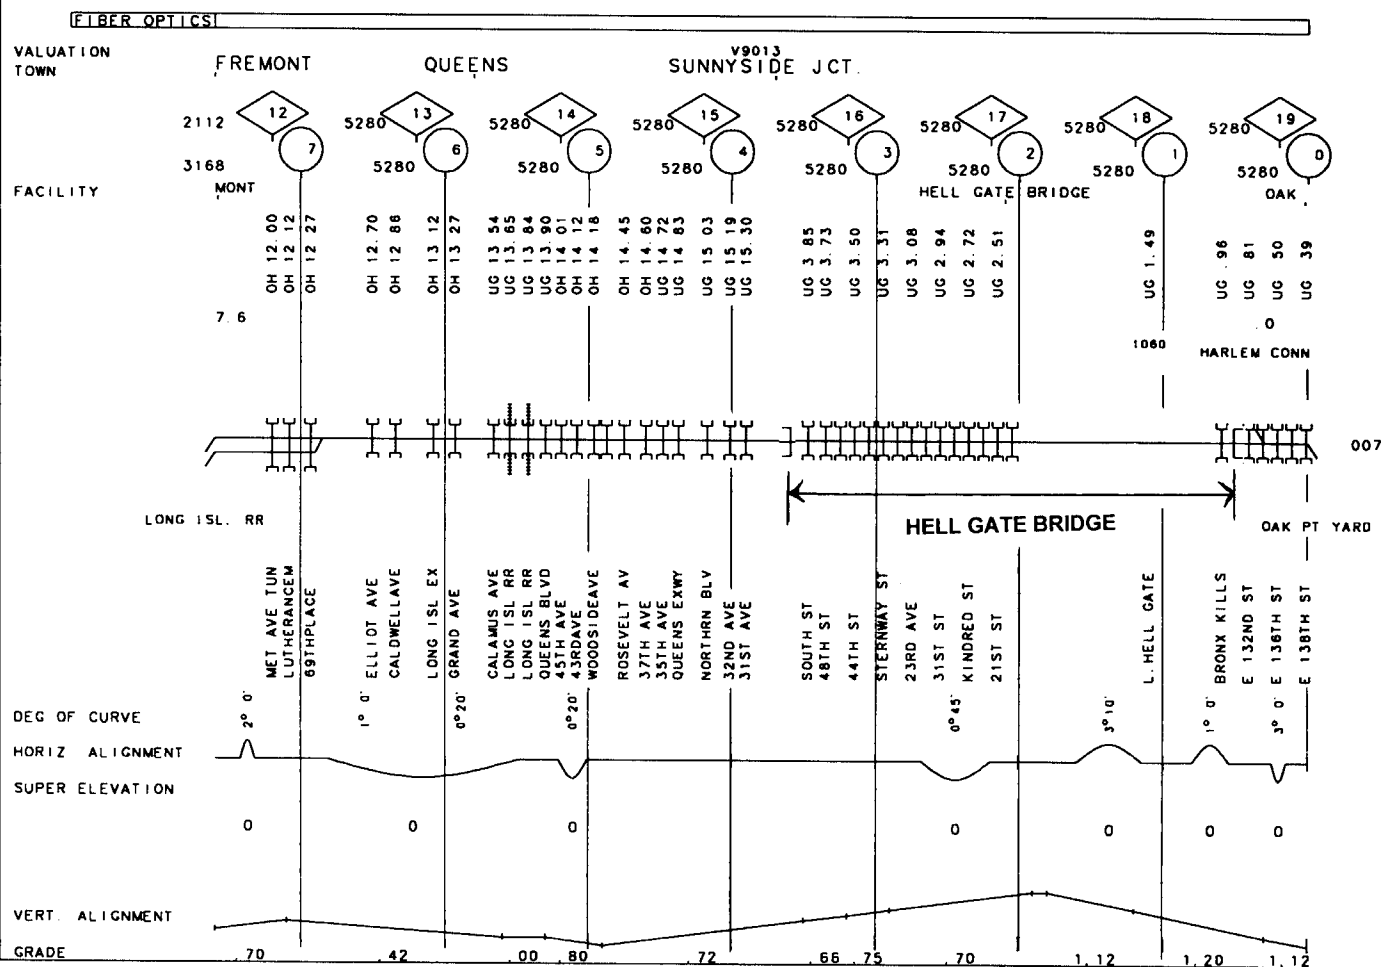 FIBER OPTICS
VALUATION
TOWN
V9013
FREMONT QUEENS SUNNYSIDE JCT.
12 13 14 15 16 17 18 19
2112 5280 5280 5280 5280 5280 5280 5280
7 6 5 4 3 2 1 0
3168 5280 5280 5280 5280 5280 5280 5280
FACILITY MONT HELL GATE BRIDGE OAK
OH 12.00
OH 12 12
OH 12 27
OH 12.70
OH 12 86
OH 13 12
OH 13 27
UG 13 54
UG 13.65
UG 13 84
UG 13.90
OH 14 01
OH 14 12
OH 14 18
OH 14.45
OH 14.60
UG 14 72
UG 14 83
UG 15 03
UG 15 19
UG 15.30
UG 3 85
UG 3.73
UG 3.50
UG 3.31
UG 3.08
UG 2.94
UG 2.72
UG 2.51
UG 1.49
UG .96
UG 81
UG 50
UG 39
7.6
.0
1060 HARLEM CONN
007
LONG ISL. RR
HELL GATE BRIDGE
OAK PT YARD
MET AVE TUN
LUTHERANCEM
69THPLACE
ELLIOT AVE
CALDWELLAVE
LONG ISL EX
GRAND AVE
CALAMUS AVE
LONG ISL RR
LONG ISL RR
QUEENS BLVD
45TH AVE
43RDAVE
WOODSIDEAVE
ROSEVELT AV
37TH AVE
35TH AVE
QUEENS EXWY
NORTHRN BLV
32ND AVE
31ST AVE
SOUTH ST
48TH ST
44TH ST
STERNWAY ST
23RD AVE
31ST ST
KINDRED ST
21ST ST
L.HELL GATE
BRONX KILLS
E 132ND ST
E 136TH ST
E 138TH ST
DEG OF CURVE 2° 0' 1° 0' 0°20' 0°20' 0°45' 3°10' 1° 0' 3° 0'
HORIZ ALIGNMENT
SUPER ELEVATION
0 0 0 0 0 0 0
VERT. ALIGNMENT
GRADE .70 .42 .00 .80 .72 .66 .75 .70 1.12 1.20 1.12